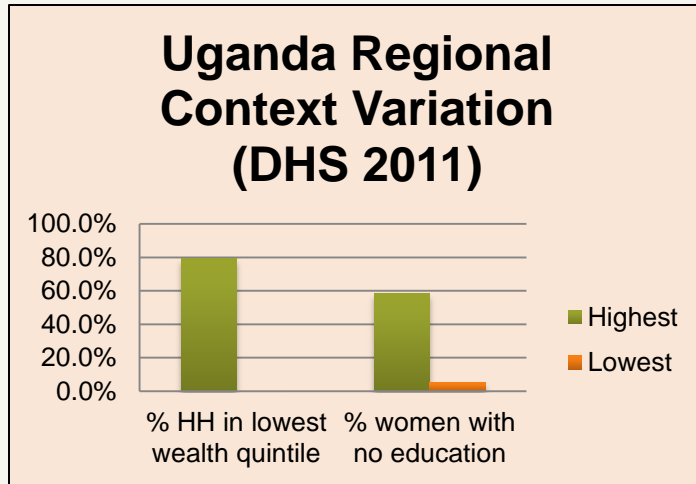 Uganda Regional
Context Variation
(DHS 2011)
100.0%
80.0%
60.0%
40.0%
20.0%
0.0%
% HH in lowest
wealth quintile
% women with
no education
Highest
Lowest